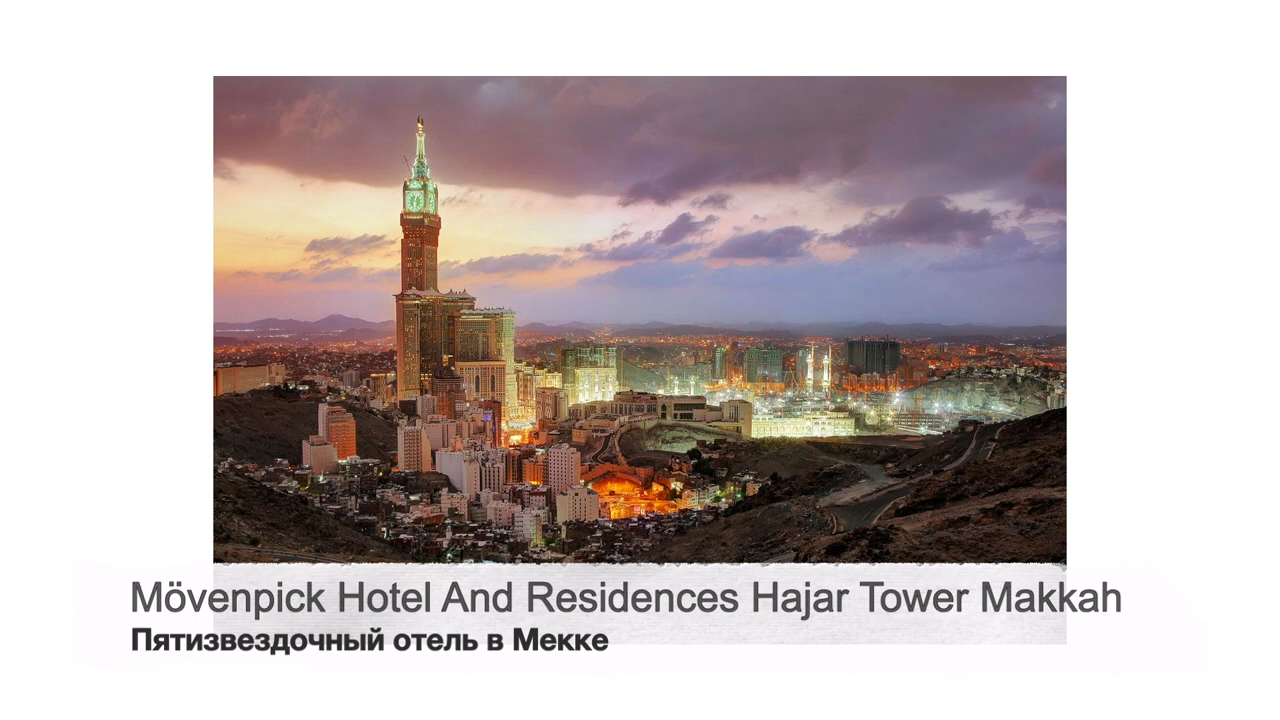 Mövenpick Hotel And Residences Hajar Tower Makkah
Пятизвездочный отель в Мекке